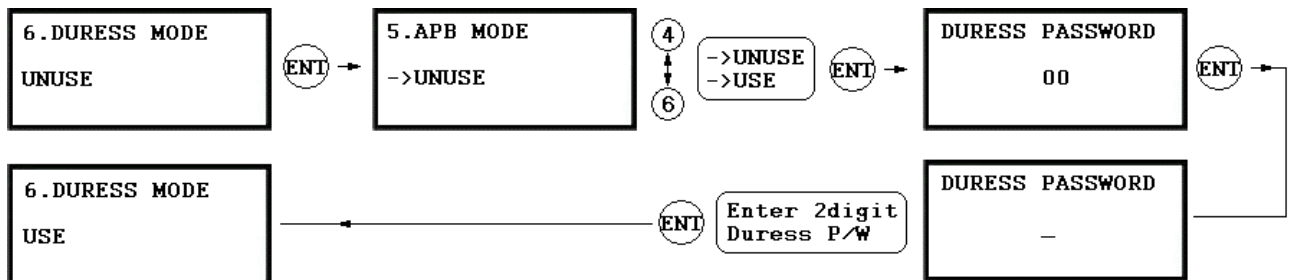 6.DURESS MODE
UNUSE
ENT
5.APB MODE
->UNUSE
4
6
->UNUSE
->USE
ENT
DURESS PASSWORD
00
ENT
6.DURESS MODE
USE
ENT
Enter 2digit
Duress P/W
DURESS PASSWORD
_